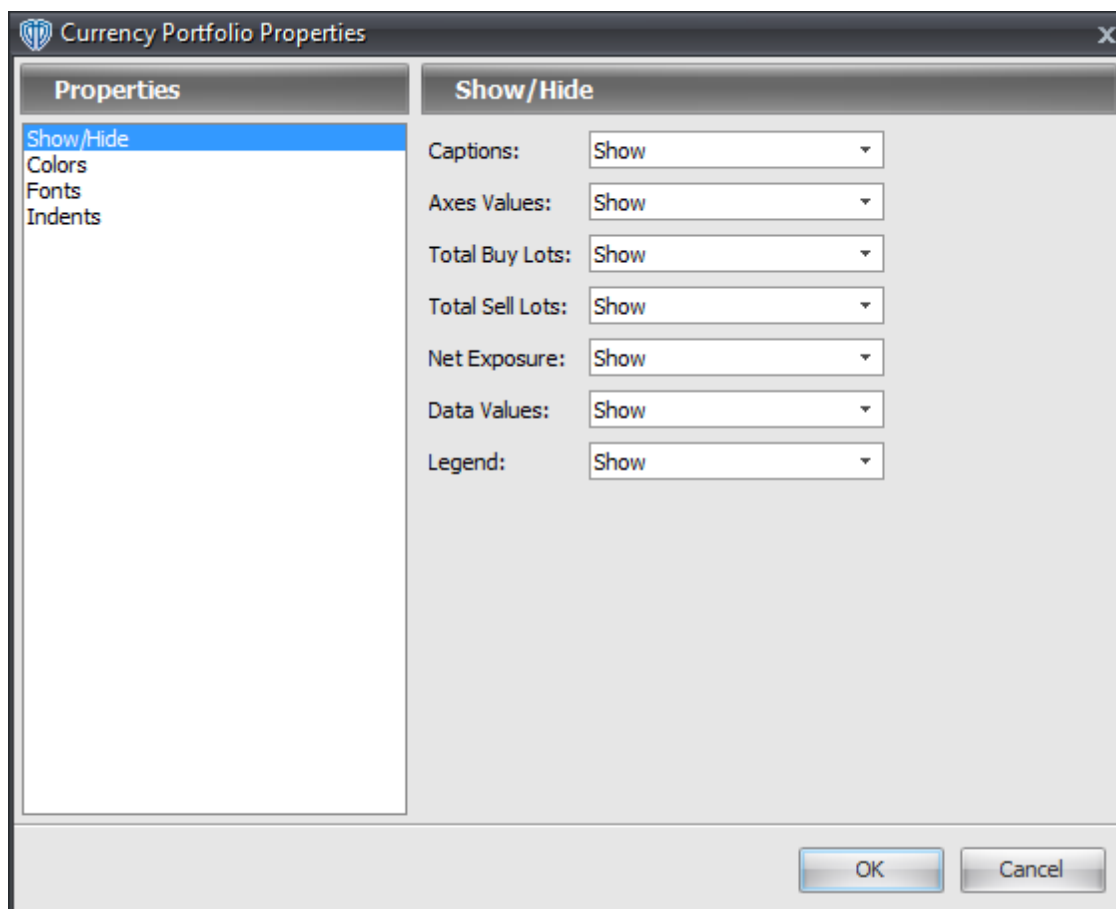 Currency Portfolio Properties
x
Properties
Show/Hide
Show/Hide
Colors
Fonts
Indents
Captions: Show
Axes Values: Show
Total Buy Lots: Show
Total Sell Lots: Show
Net Exposure: Show
Data Values: Show
Legend: Show
OK Cancel